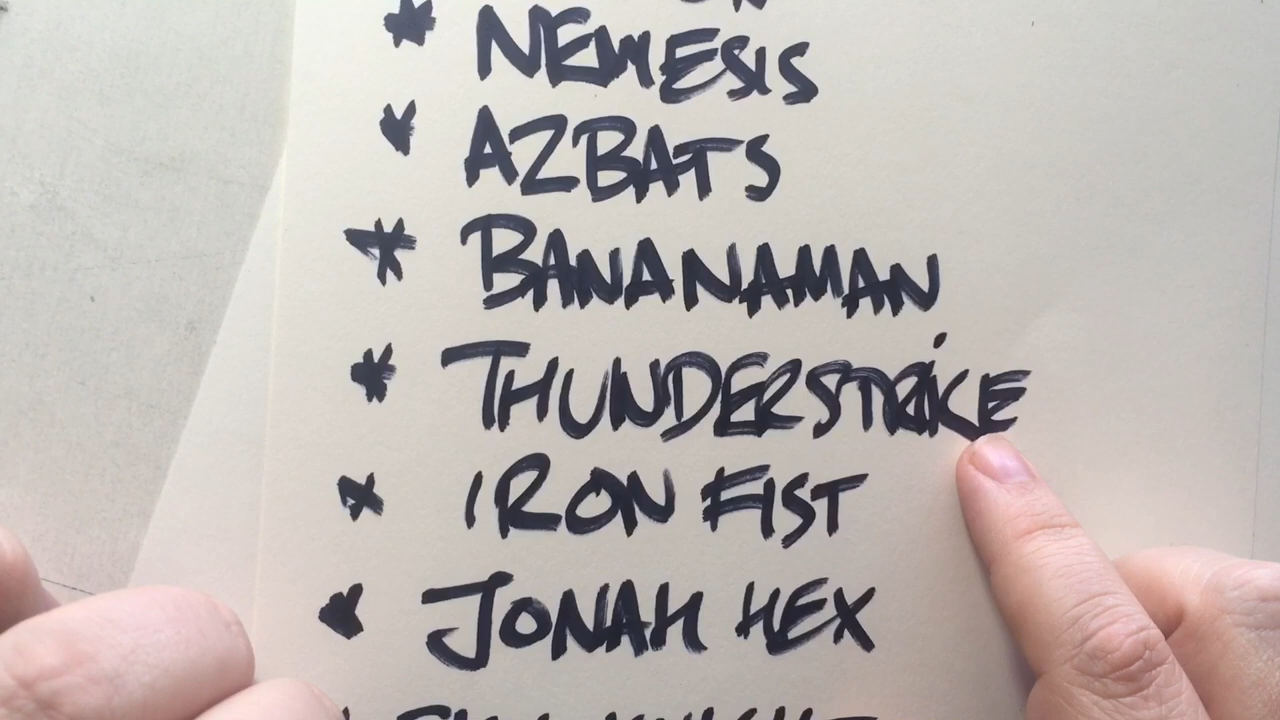 * NEMESIS
* AZBATS
* BANANAMAN
* THUNDERSTRIKE
* IRON FIST
* JONAH HEX